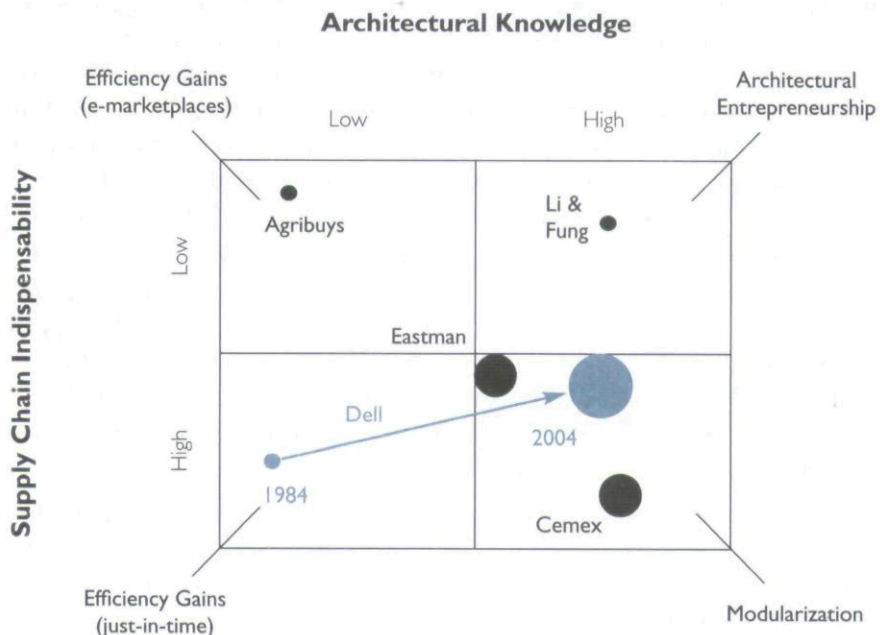 Architectural Knowledge
Efficiency Gains
(e-marketplaces)
Architectural
Entrepreneurship
Low
High
Supply Chain Indispensability
Low
High
Agribuys
Li &
Fung
Eastman
Dell
2004
1984
Cemex
Efficiency Gains
(just-in-time)
Modularization